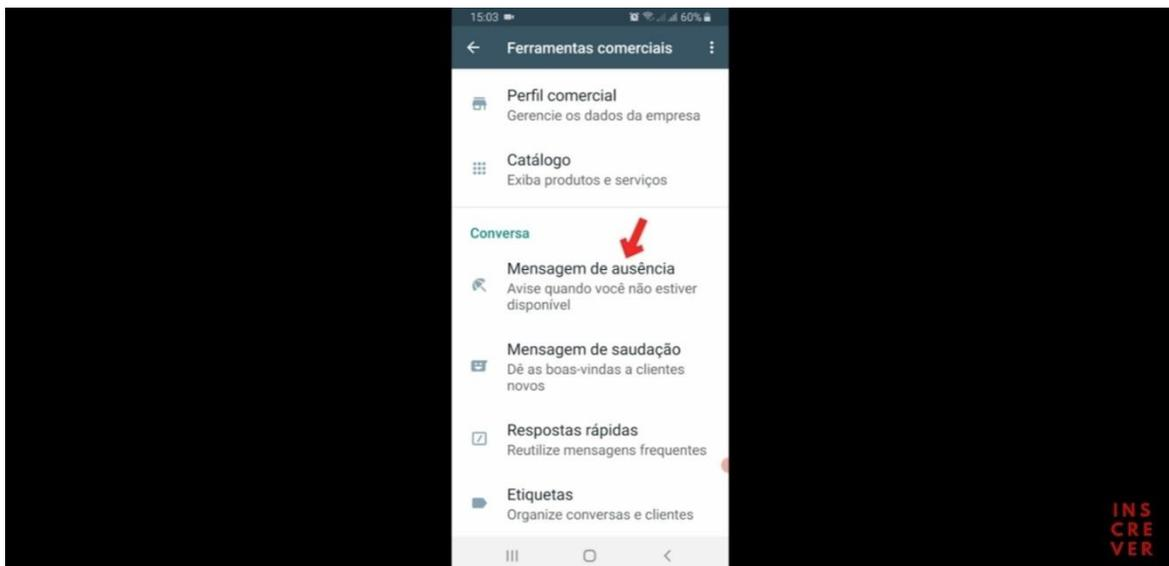 15:03 60%
Ferramentas comerciais
Perfil comercial
Gerencie os dados da empresa
Catálogo
Exiba produtos e serviços
Conversa
Mensagem de ausência
Avise quando você não estiver
disponível
Mensagem de saudação
Dê as boas-vindas a clientes
novos
Respostas rápidas
Reutilize mensagens frequentes
Etiquetas
Organize conversas e clientes
INS
CRE
VER